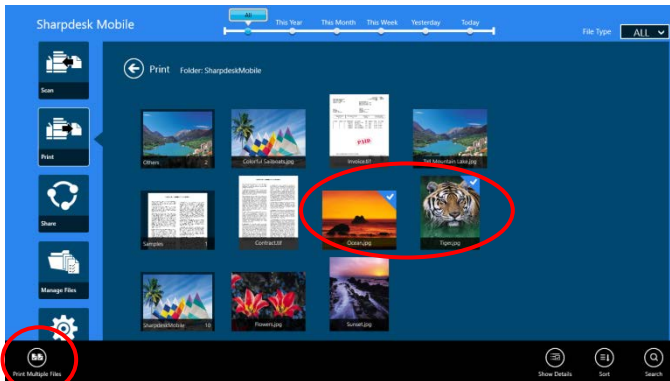 Sharpdesk Mobile
All
This Year
This Month
This Week
Yesterday
Today
File Type
ALL
Scan
Print
Share
Manage Files
Print
Folder: SharpdeskMobile
Others
2
Colorful Sailboats.jpg
Invoice.tif
Tall Mountain Lake.jpg
Samples
1
Contract.tif
Ocean.jpg
Tiger.jpg
SharpdeskMobile
10
Flowers.jpg
Sunset.jpg
Print Multiple Files
Show Details
Sort
Search